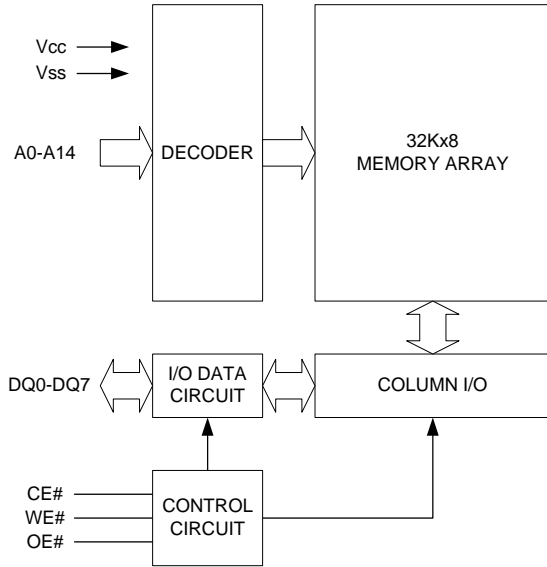 Vcc
Vss
A0-A14
DECODER
32Kx8
MEMORY ARRAY
DQ0-DQ7
I/O DATA
CIRCUIT
COLUMN I/O
CE#
WE#
OE#
CONTROL
CIRCUIT